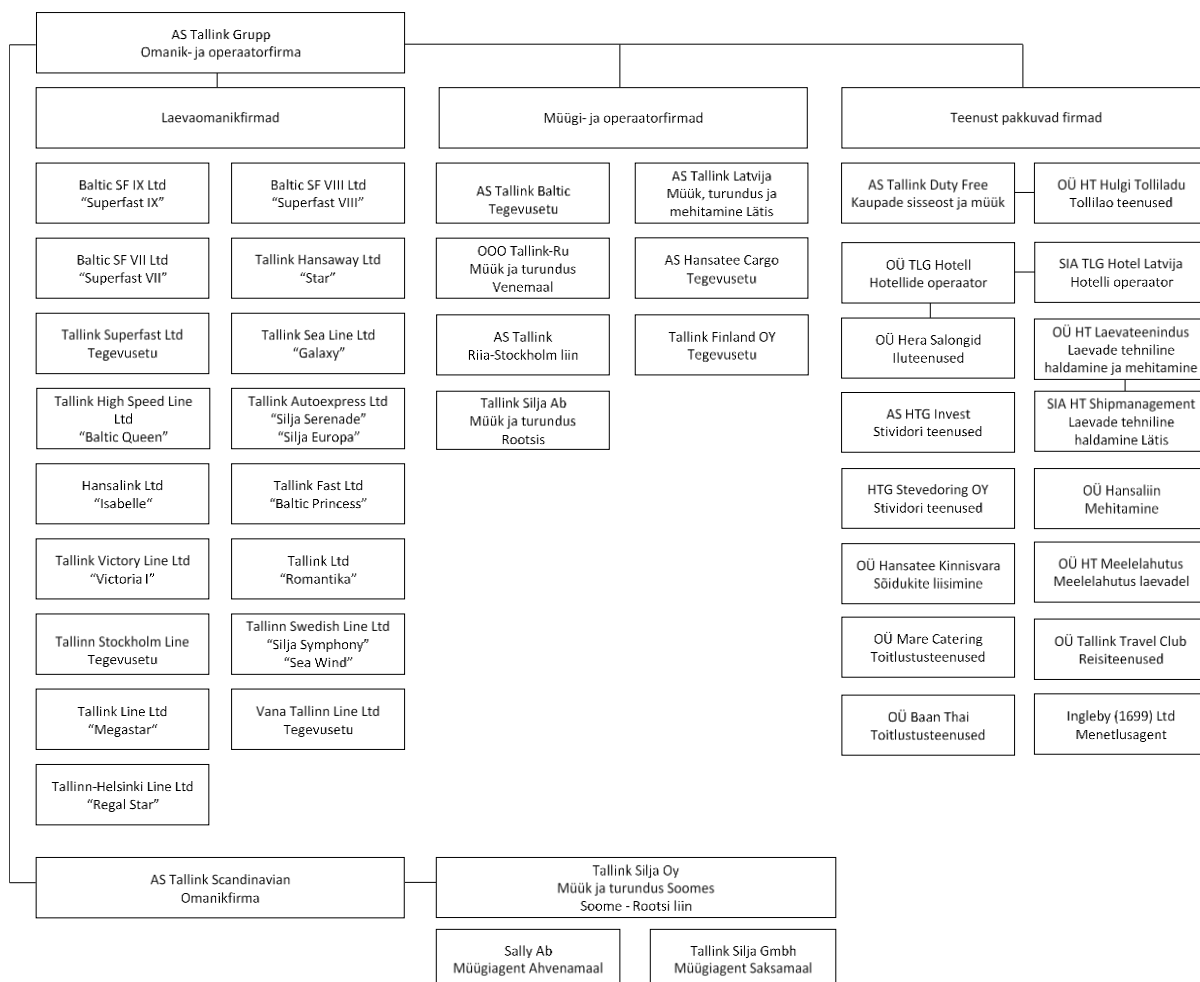 AS Tallink Grupp
Omanik- ja operaatorfirma
Laevaomanikfirmad
Müügi- ja operaatorfirmad
Teenust pakkuvad firmad
Baltic SF IX Ltd
“Superfast IX”
Baltic SF VIII Ltd
“Superfast VIII”
AS Tallink Baltic
Tegevusetu
AS Tallink Latvija
Müük, turundus ja
mehitamine Lätis
AS Tallink Duty Free
Kaupade sisseost ja müük
OÜ HT Hulgi Tolliladu
Tollilao teenused
Baltic SF VII Ltd
“Superfast VII”
Tallink Hansaway Ltd
“Star”
OOO Tallink-Ru
Müük ja turundus
Venemaal
AS Hansatee Cargo
Tegevusetu
OÜ TLG Hotell
Hotellide operaator
SIA TLG Hotel Latvija
Hotelli operaator
Tallink Superfast Ltd
Tegevusetu
Tallink Sea Line Ltd
“Galaxy”
AS Tallink
Riia-Stockholm liin
Tallink Finland OY
Tegevusetu
OÜ Hera Salongid
Iluteenused
OÜ HT Laevateenindus
Laevade tehniline
haldamine ja mehitamine
Tallink High Speed Line
Ltd
“Baltic Queen”
Tallink Autoexpress Ltd
“Silja Serenade”
“Silja Europa”
Tallink Silja Ab
Müük ja turundus
Rootsis
AS HTG Invest
Stividori teenused
SIA HT Shipmanagement
Laevade tehniline
haldamine Lätis
Hansalink Ltd
“Isabelle“
Tallink Fast Ltd
“Baltic Princess”
HTG Stevedoring OY
Stividori teenused
OÜ Hansaliin
Mehitamine
Tallink Victory Line Ltd
“Victoria I”
Tallink Ltd
“Romantika”
OÜ Hansatee Kinnisvara
Sõidukite liisimine
OÜ HT Meelelahutus
Meelelahutus laevadel
Tallinn Stockholm Line
Tegevusetu
Tallinn Swedish Line Ltd
“Silja Symphony”
“Sea Wind”
OÜ Mare Catering
Toitlustusteenused
OÜ Tallink Travel Club
Reisiteenused
Tallink Line Ltd
“Megastar“
Vana Tallinn Line Ltd
Tegevusetu
OÜ Baan Thai
Toitlustusteenused
Ingleby (1699) Ltd
Menetlusagent
Tallinn-Helsinki Line Ltd
“Regal Star”
AS Tallink Scandinavian
Omanikfirma
Tallink Silja Oy
Müük ja turundus Soomes
Soome - Rootsi liin
Sally Ab
Müügiagent Ahvenamaal
Tallink Silja Gmbh
Müügiagent Saksamaal